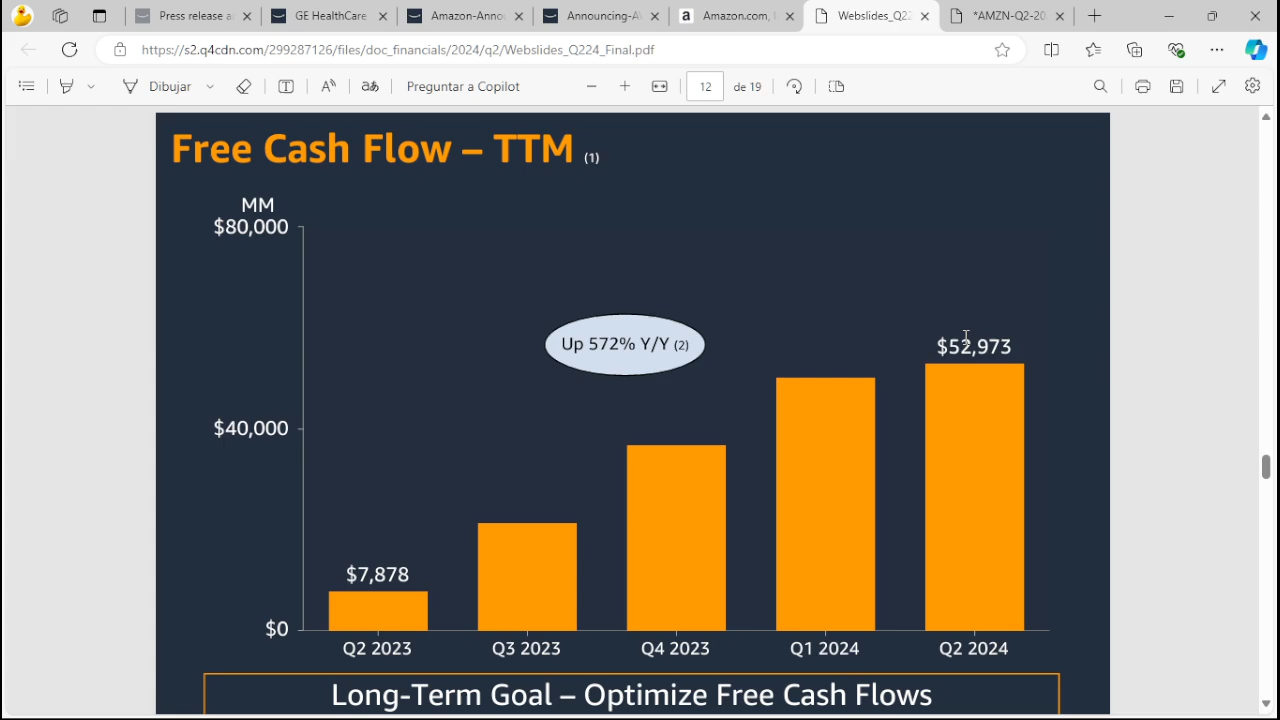 Press release a
GE HealthCare
Amazon-Annou
Announcing-A
Amazon.com, I
Webslides_Q22
*AMZN-Q2-20
https://s2.q4cdn.com/299287126/files/doc_financials/2024/q2/Webslides_Q224_Final.pdf
Dibujar
Preguntar a Copilot
12
de 19
Free Cash Flow – TTM (1)
MM
$80,000
Up 572% Y/Y (2)
$52,973
$40,000
$7,878
$0
Q2 2023 Q3 2023 Q4 2023 Q1 2024 Q2 2024
Long-Term Goal – Optimize Free Cash Flows